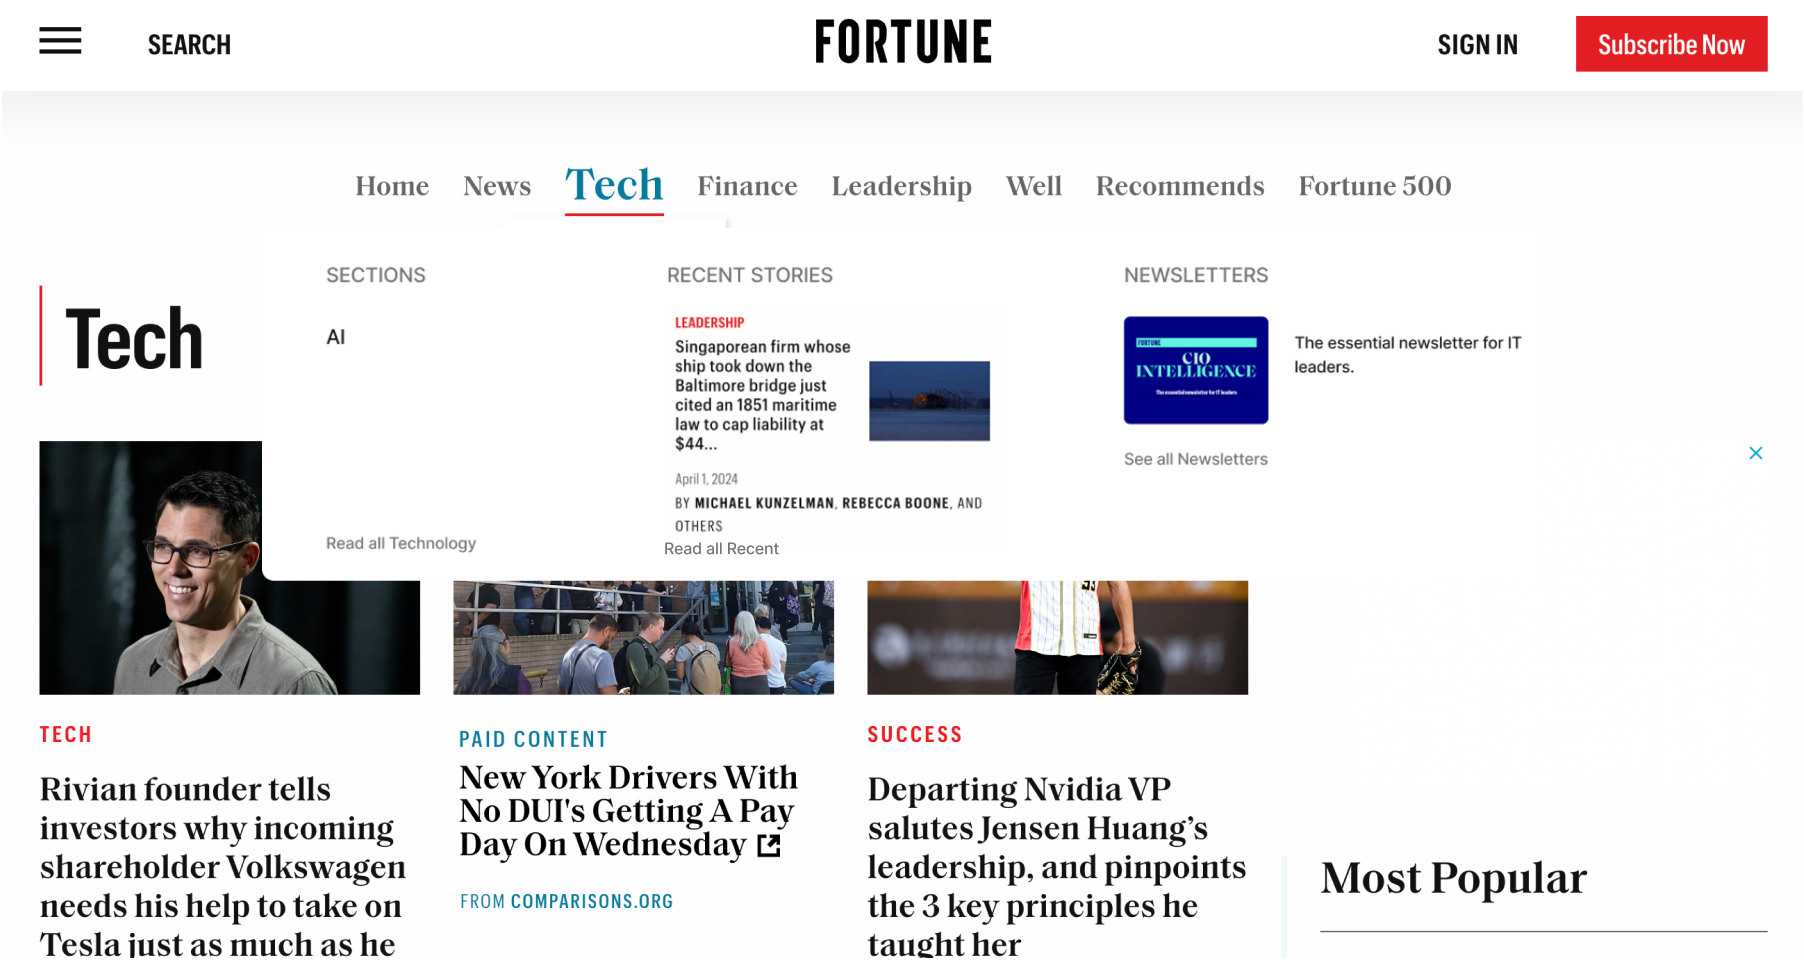 SEARCH
FORTUNE
SIGN IN
Subscribe Now
Home
News
Tech
Finance
Leadership
Well
Recommends
Fortune 500
Tech
SECTIONS
AI
Read all Technology
RECENT STORIES
LEADERSHIP
Singaporean firm whose
ship took down the
Baltimore bridge just
cited an 1851 maritime
law to cap liability at
$44...
April 1, 2024
BY MICHAEL KUNZELMAN, REBECCA BOONE, AND
OTHERS
Read all Recent
NEWSLETTERS
FORTUNE
CIO
INTELLIGENCE
The essential newsletter for IT leaders
The essential newsletter for IT
leaders.
See all Newsletters
TECH
Rivian founder tells
investors why incoming
shareholder Volkswagen
needs his help to take on
Tesla just as much as he
PAID CONTENT
New York Drivers With
No DUI's Getting A Pay
Day On Wednesday
FROM COMPARISONS.ORG
SUCCESS
Departing Nvidia VP
salutes Jensen Huang’s
leadership, and pinpoints
the 3 key principles he
taught her
Most Popular